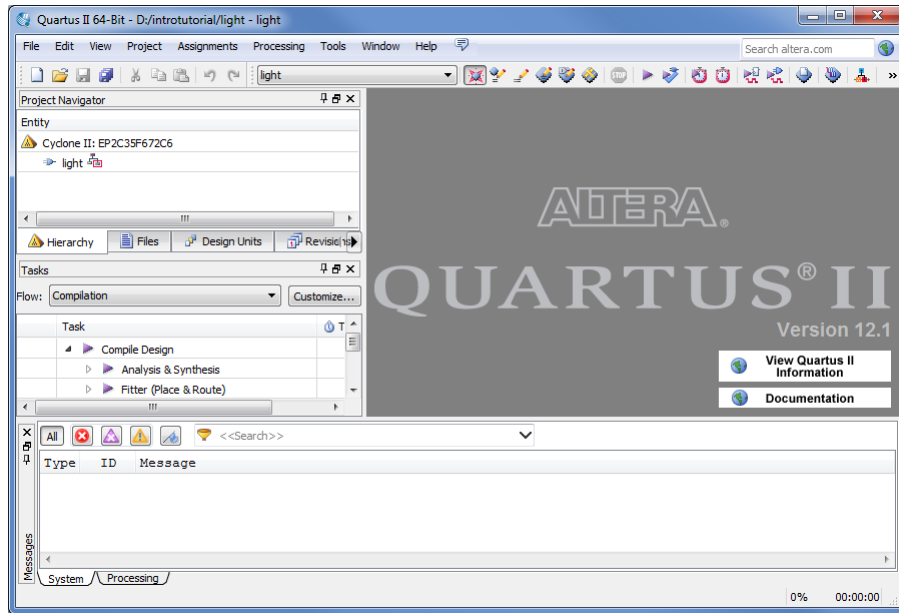 Quartus II 64-Bit - D:/introtutorial/light - light
File Edit View Project Assignments Processing Tools Window Help
Search altera.com
light
Project Navigator
Entity
Cyclone II: EP2C35F672C6
light
Hierarchy Files Design Units Revisions
Tasks
Flow: Compilation Customize...
Task T
Compile Design
Analysis & Synthesis
Fitter (Place & Route)
ALTERA®
QUARTUS® II
Version 12.1
View Quartus II
Information
Documentation
All <<Search>>
Type ID Message
Messages
System Processing
0% 00:00:00